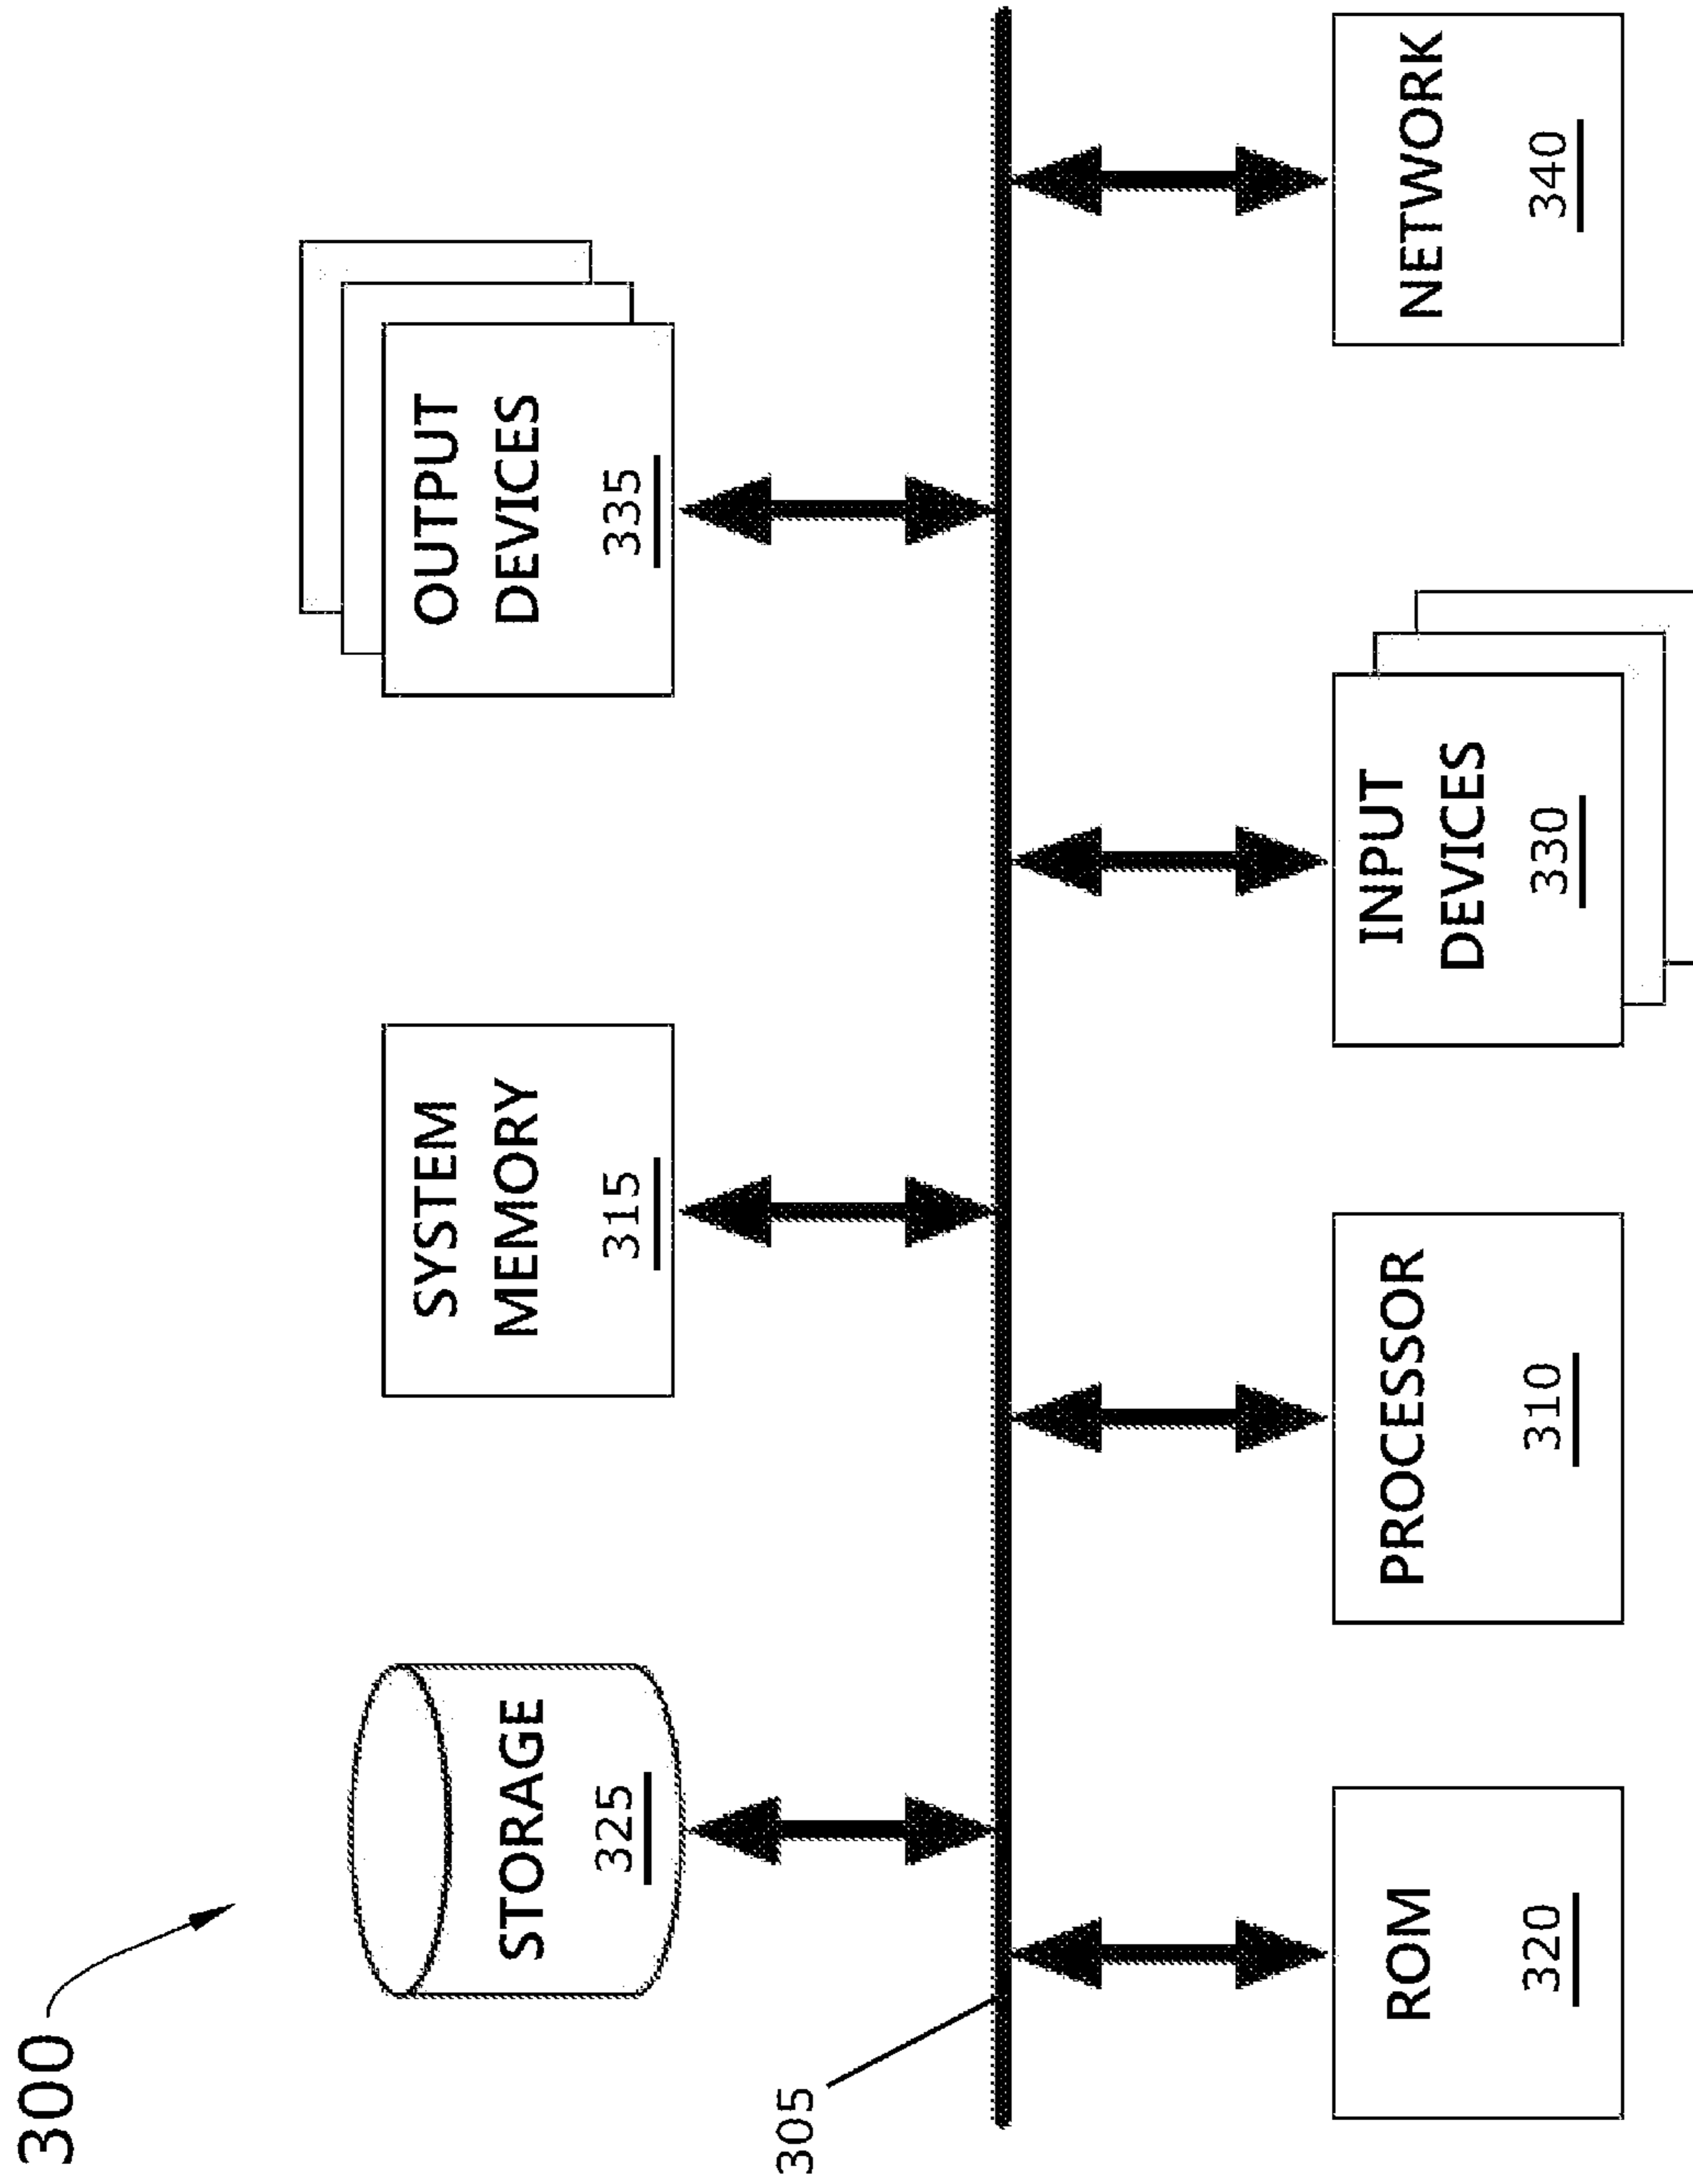 300
STORAGE
325
SYSTEM
MEMORY
315
OUTPUT
DEVICES
335
305
ROM
320
PROCESSOR
310
INPUT
DEVICES
330
NETWORK
340